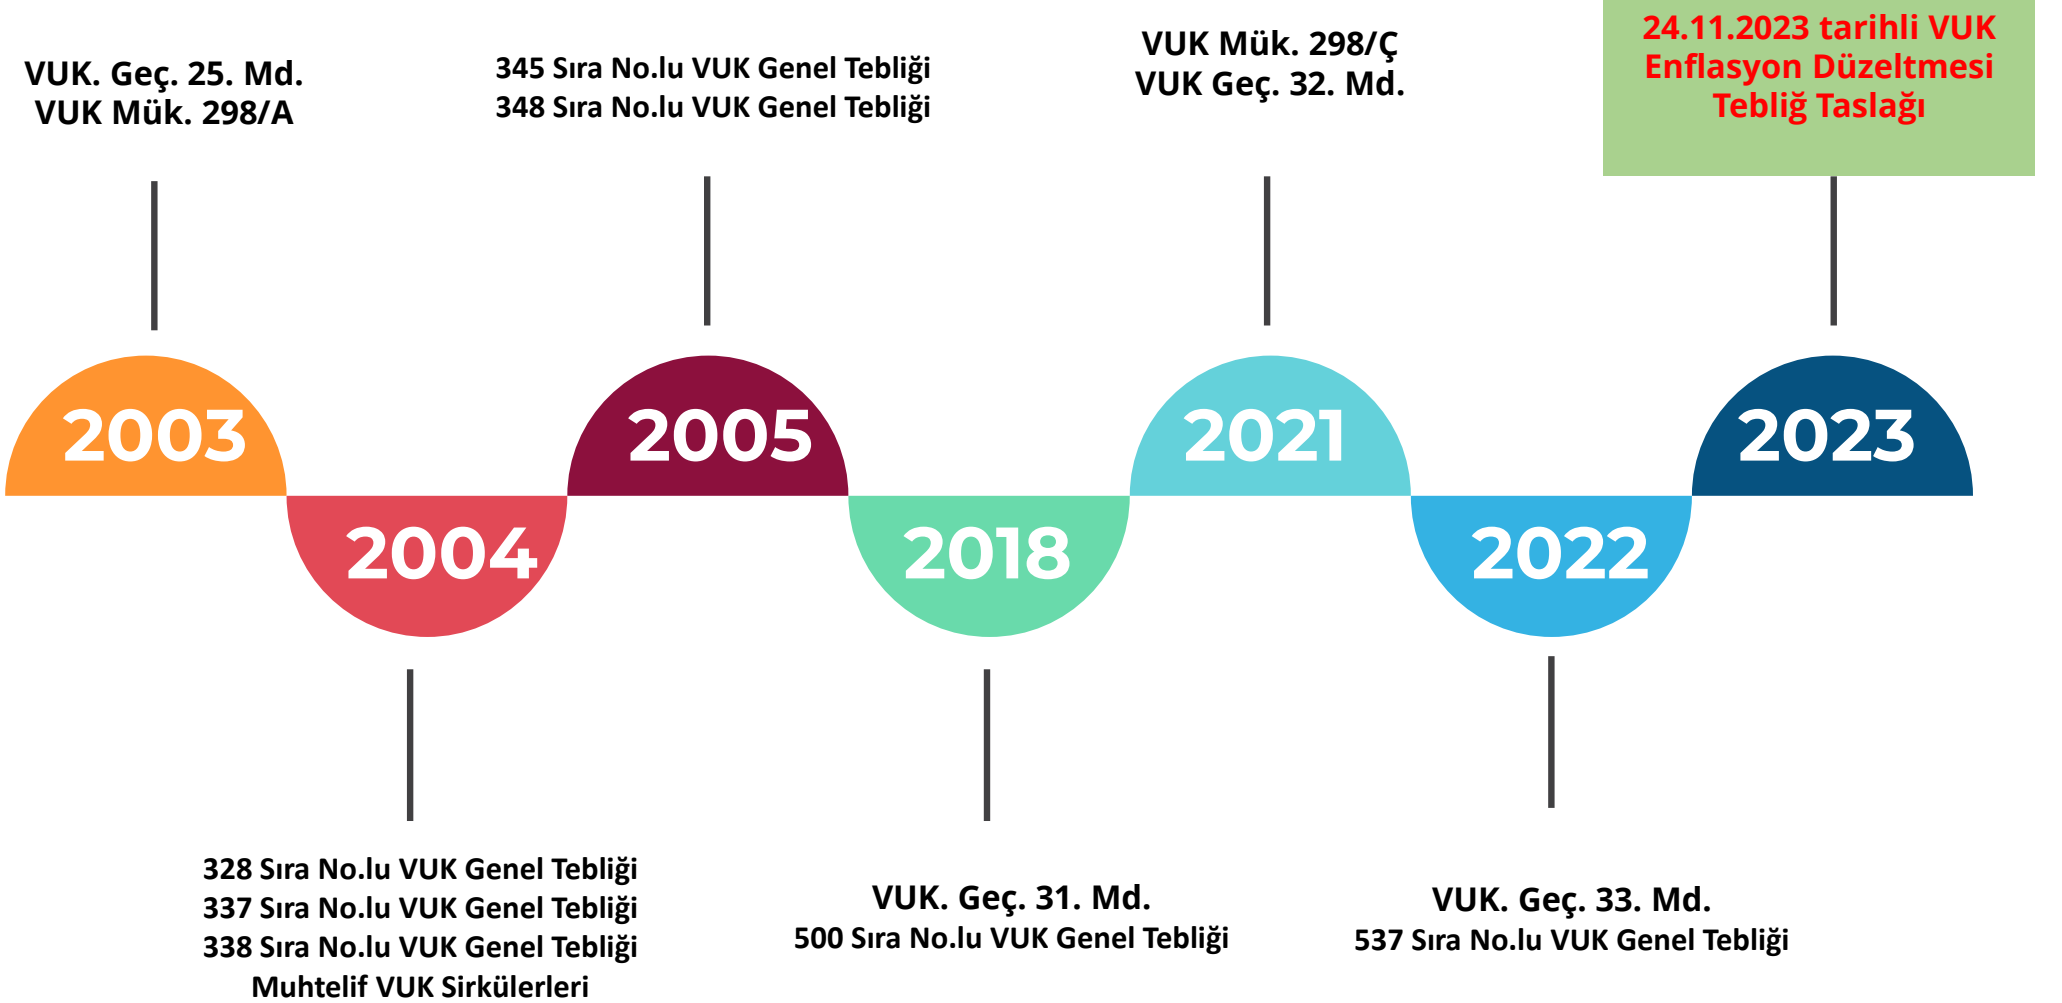 VUK. Geç. 25. Md.
VUK Mük. 298/A
345 Sıra No.lu VUK Genel Tebliği
348 Sıra No.lu VUK Genel Tebliği
VUK Mük. 298/Ç
VUK Geç. 32. Md.
24.11.2023 tarihli VUK
Enflasyon Düzeltmesi
Tebliğ Taslağı
2003
2004
2005
2018
2021
2022
2023
328 Sıra No.lu VUK Genel Tebliği
337 Sıra No.lu VUK Genel Tebliği
338 Sıra No.lu VUK Genel Tebliği
Muhtelif VUK Sirkülerleri
VUK. Geç. 31. Md.
500 Sıra No.lu VUK Genel Tebliği
VUK. Geç. 33. Md.
537 Sıra No.lu VUK Genel Tebliği